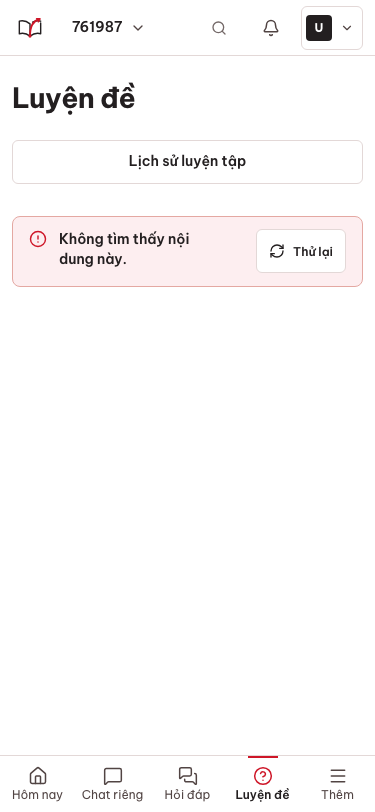 761987
U
Luyện đề
Lịch sử luyện tập
Không tìm thấy nội
dung này.
Thử lại
Hôm nay
Chat riêng
Hỏi đáp
Luyện đề
Thêm